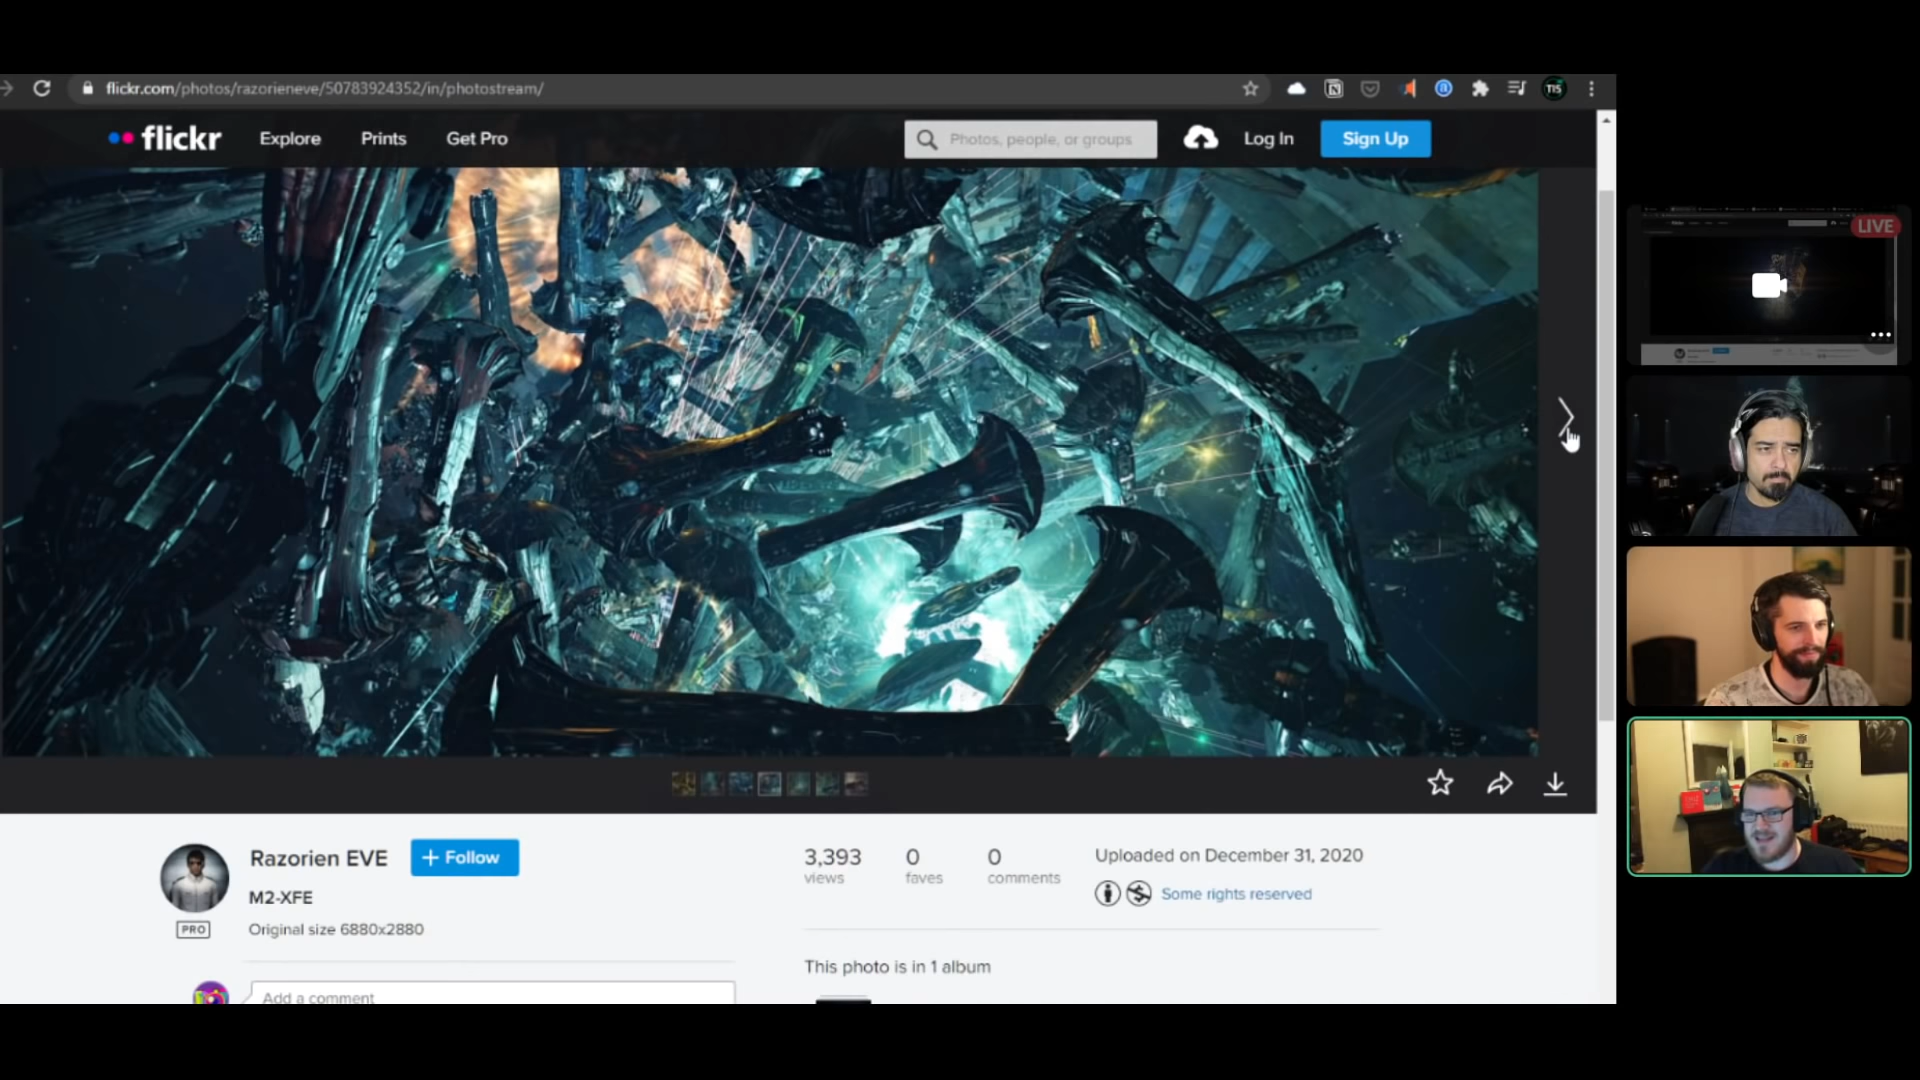 flickr.com/photos/razorieneve/50783924352/in/photostream/
TIS
flickr
Explore
Prints
Get Pro
Photos, people, or groups
Log In
Sign Up
LIVE
Razorien EVE
+ Follow
M2-XFE
PRO
Original size 6880x2880
Add a comment
3,393
views
0
faves
0
comments
Uploaded on December 31, 2020
Some rights reserved
This photo is in 1 album